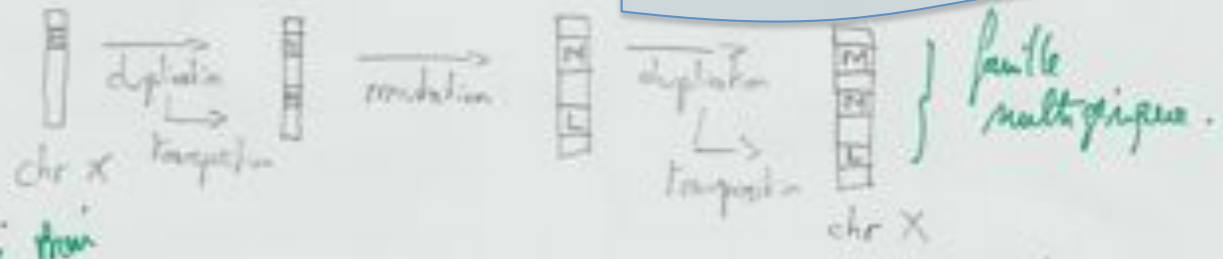 duplication
transposition
chr X
mutation
M
L
duplication
transposition
M
M
L
chr X
famille
multigénique.